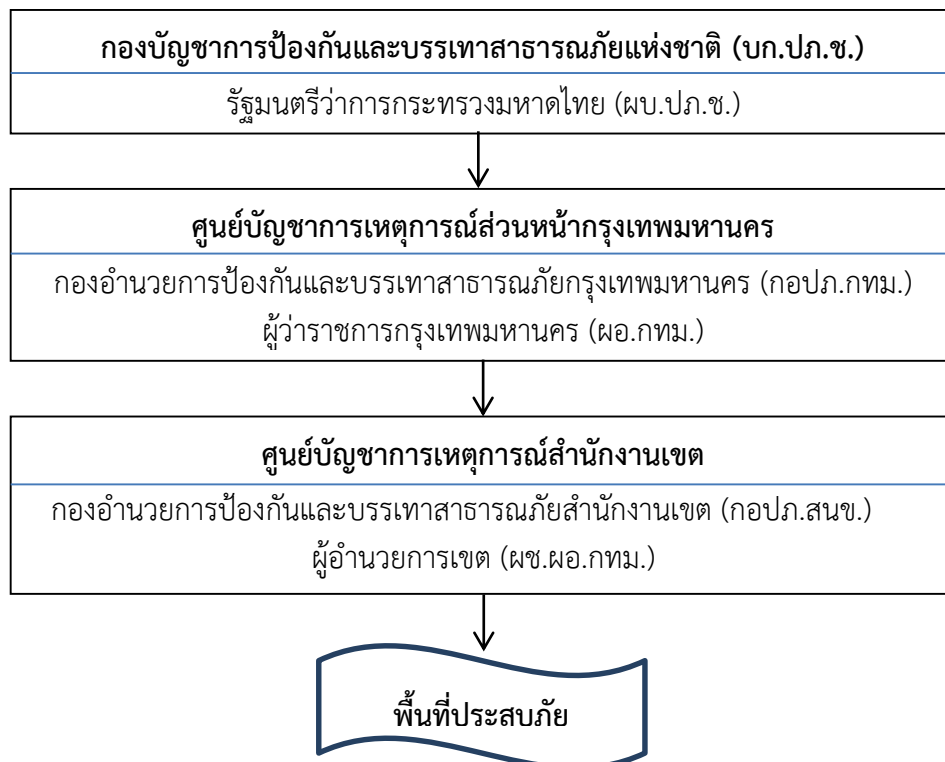 กองบัญชาการป้องกันและบรรเทาสาธารณภัยแห่งชาติ (บก.ปภ.ช.)
รัฐมนตรีว่าการกระทรวงมหาดไทย (ผบ.ปภ.ช.)
ศูนย์บัญชาการเหตุการณ์ส่วนหน้ากรุงเทพมหานคร
กองอำนวยการป้องกันและบรรเทาสาธารณภัยกรุงเทพมหานคร (กอปภ.กทม.)
ผู้ว่าราชการกรุงเทพมหานคร (ผอ.กทม.)
ศูนย์บัญชาการเหตุการณ์สำนักงานเขต
กองอำนวยการป้องกันและบรรเทาสาธารณภัยสำนักงานเขต (กอปภ.สนข.)
ผู้อำนวยการเขต (ผช.ผอ.กทม.)
พื้นที่ประสบภัย